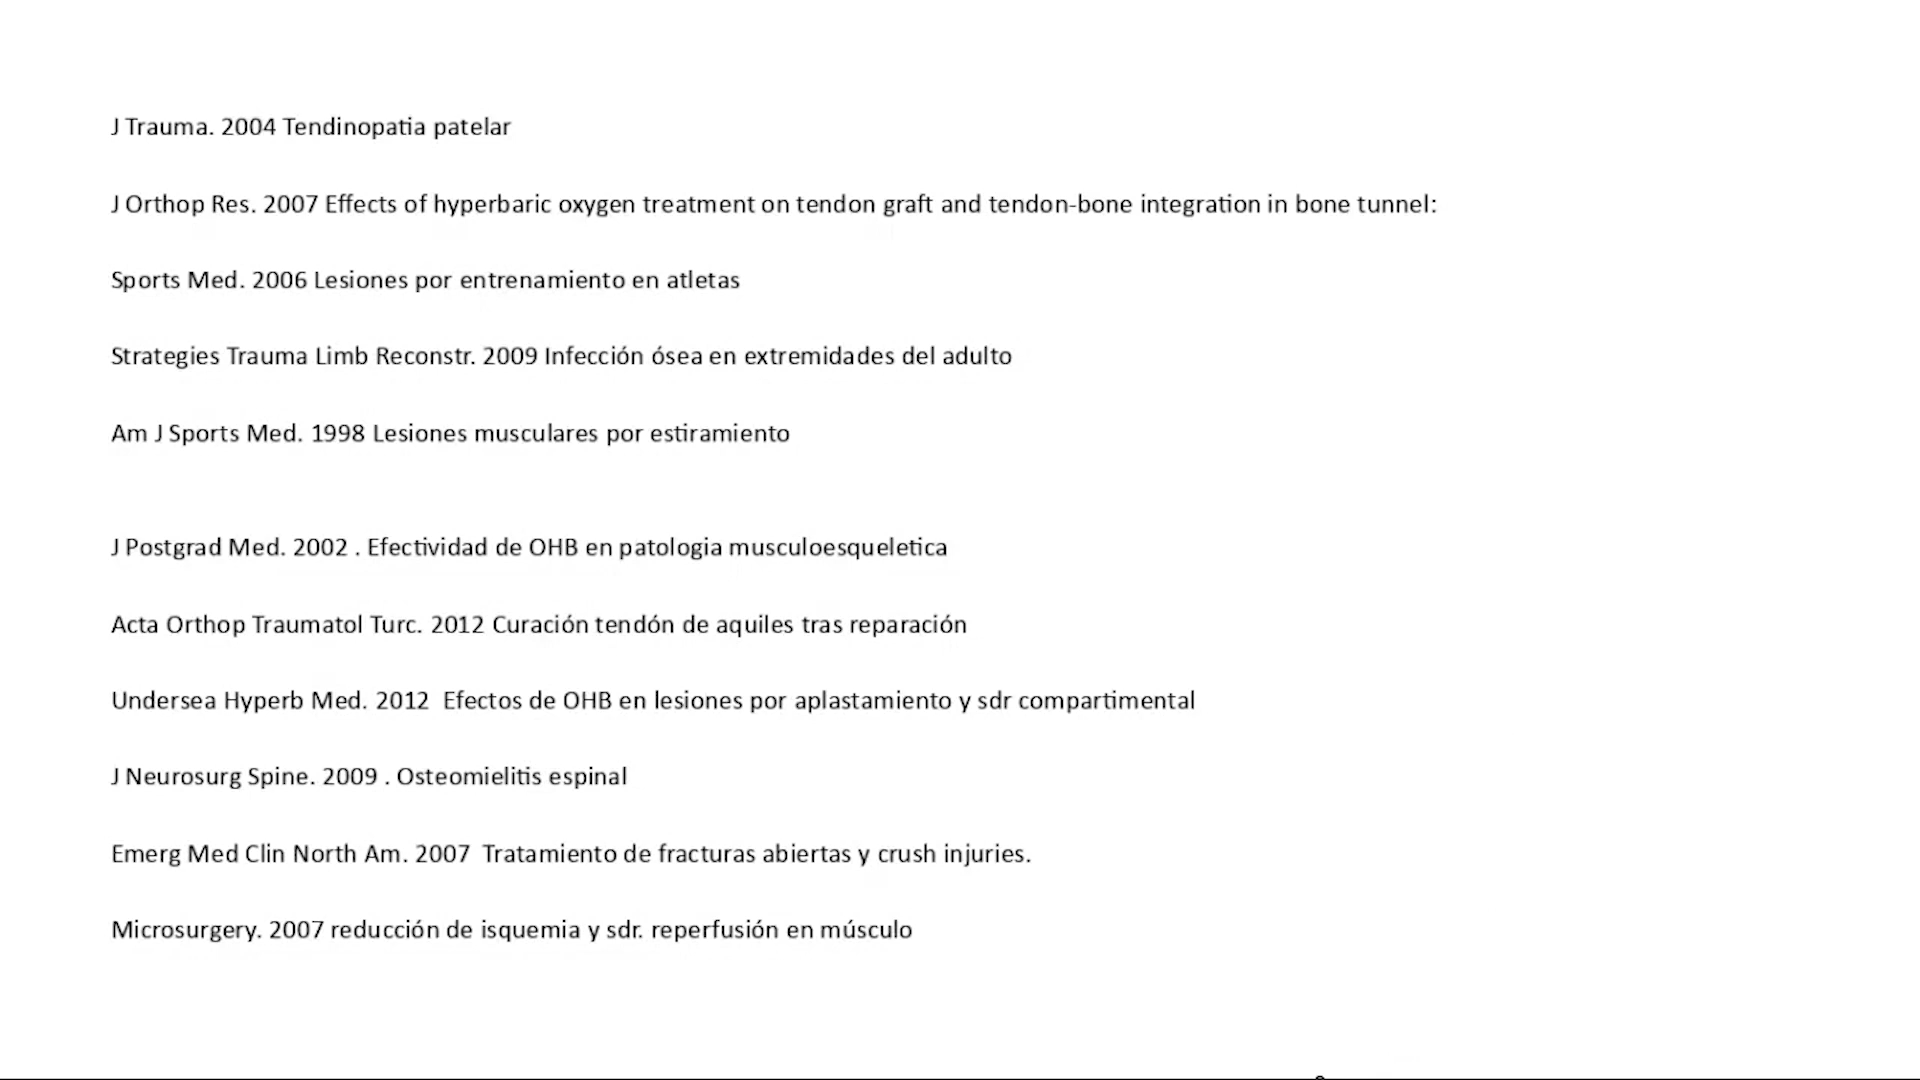 J Trauma. 2004 Tendinopatia patelar
J Orthop Res. 2007 Effects of hyperbaric oxygen treatment on tendon graft and tendon-bone integration in bone tunnel:
Sports Med. 2006 Lesiones por entrenamiento en atletas
Strategies Trauma Limb Reconstr. 2009 Infección ósea en extremidades del adulto
Am J Sports Med. 1998 Lesiones musculares por estiramiento
J Postgrad Med. 2002 . Efectividad de OHB en patologia musculoesqueletica
Acta Orthop Traumatol Turc. 2012 Curación tendón de aquiles tras reparación
Undersea Hyperb Med. 2012  Efectos de OHB en lesiones por aplastamiento y sdr compartimental
J Neurosurg Spine. 2009 . Osteomielitis espinal
Emerg Med Clin North Am. 2007  Tratamiento de fracturas abiertas y crush injuries.
Microsurgery. 2007 reducción de isquemia y sdr. reperfusión en músculo